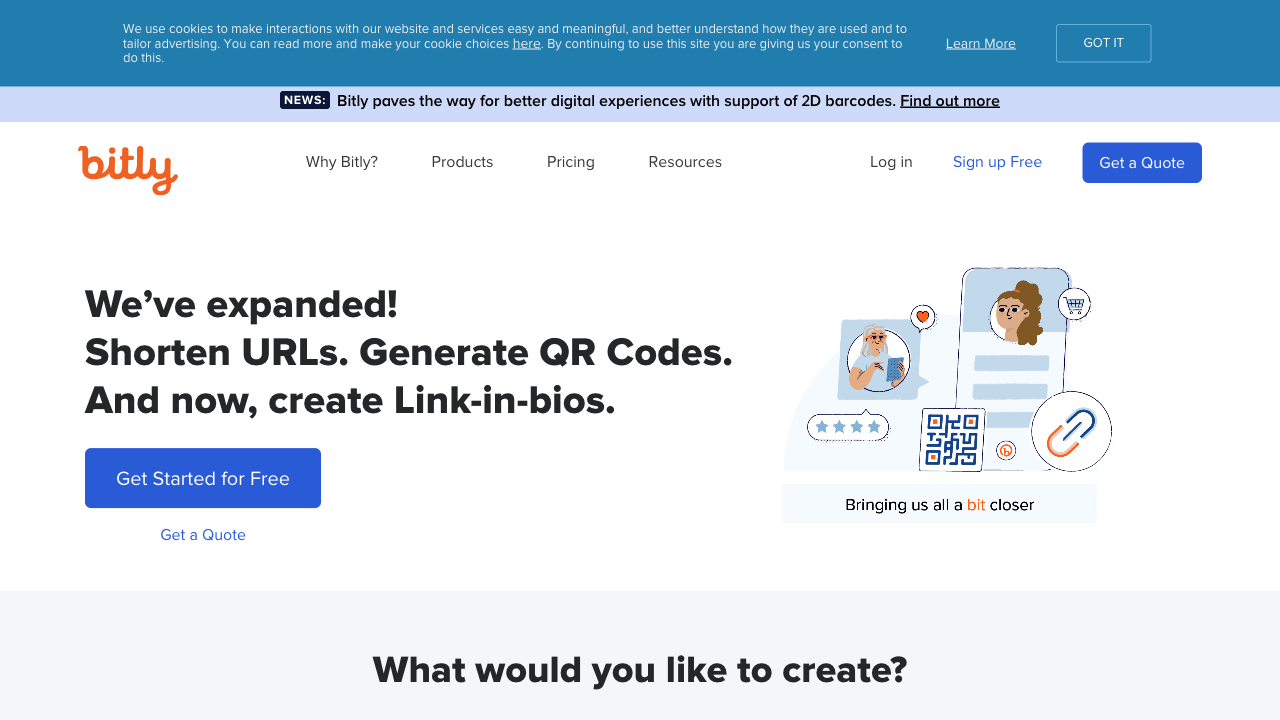 We use cookies to make interactions with our website and services easy and meaningful, and better understand how they are used and to
tailor advertising. You can read more and make your cookie choices here. By continuing to use this site you are giving us your consent to
do this.
Learn More
GOT IT
NEWS: Bitly paves the way for better digital experiences with support of 2D barcodes. Find out more
bitly
Why Bitly?
Products
Pricing
Resources
Log in
Sign up Free
Get a Quote
We’ve expanded!
Shorten URLs. Generate QR Codes.
And now, create Link-in-bios.
Get Started for Free
Get a Quote
Bringing us all a bit closer
What would you like to create?